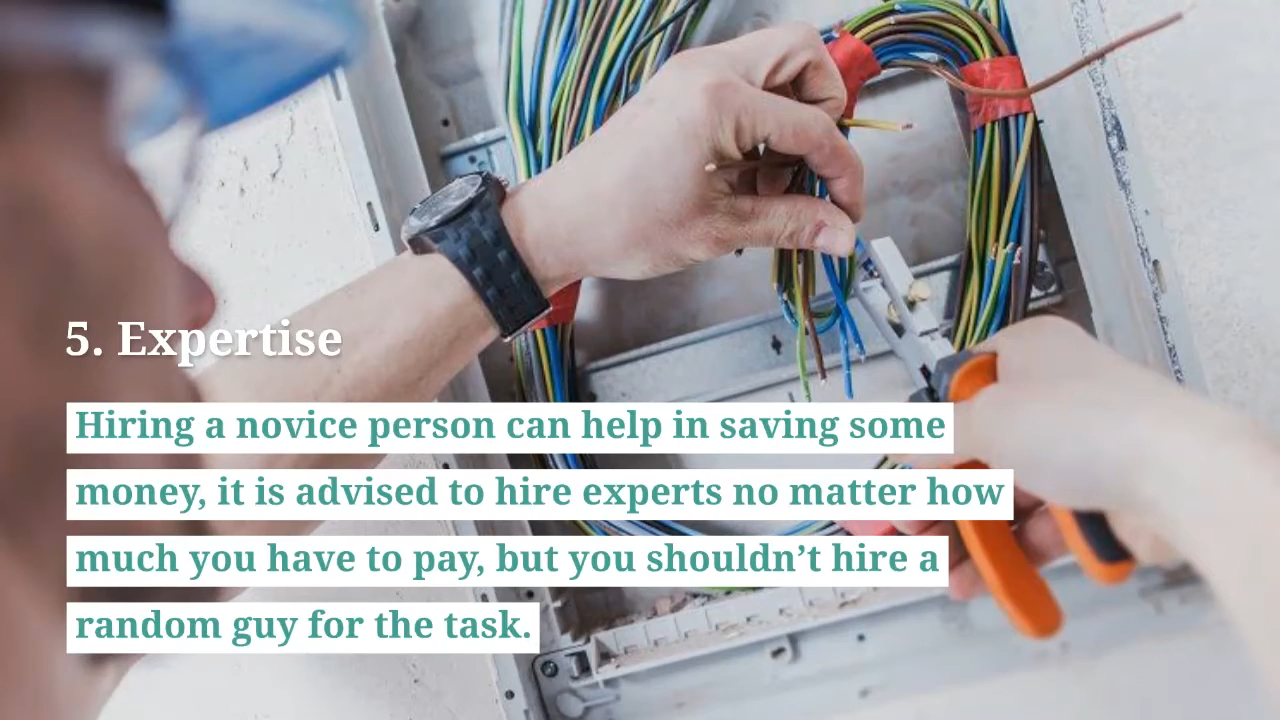 5. Expertise
Hiring a novice person can help in saving some
money, it is advised to hire experts no matter how
much you have to pay, but you shouldn’t hire a
random guy for the task.